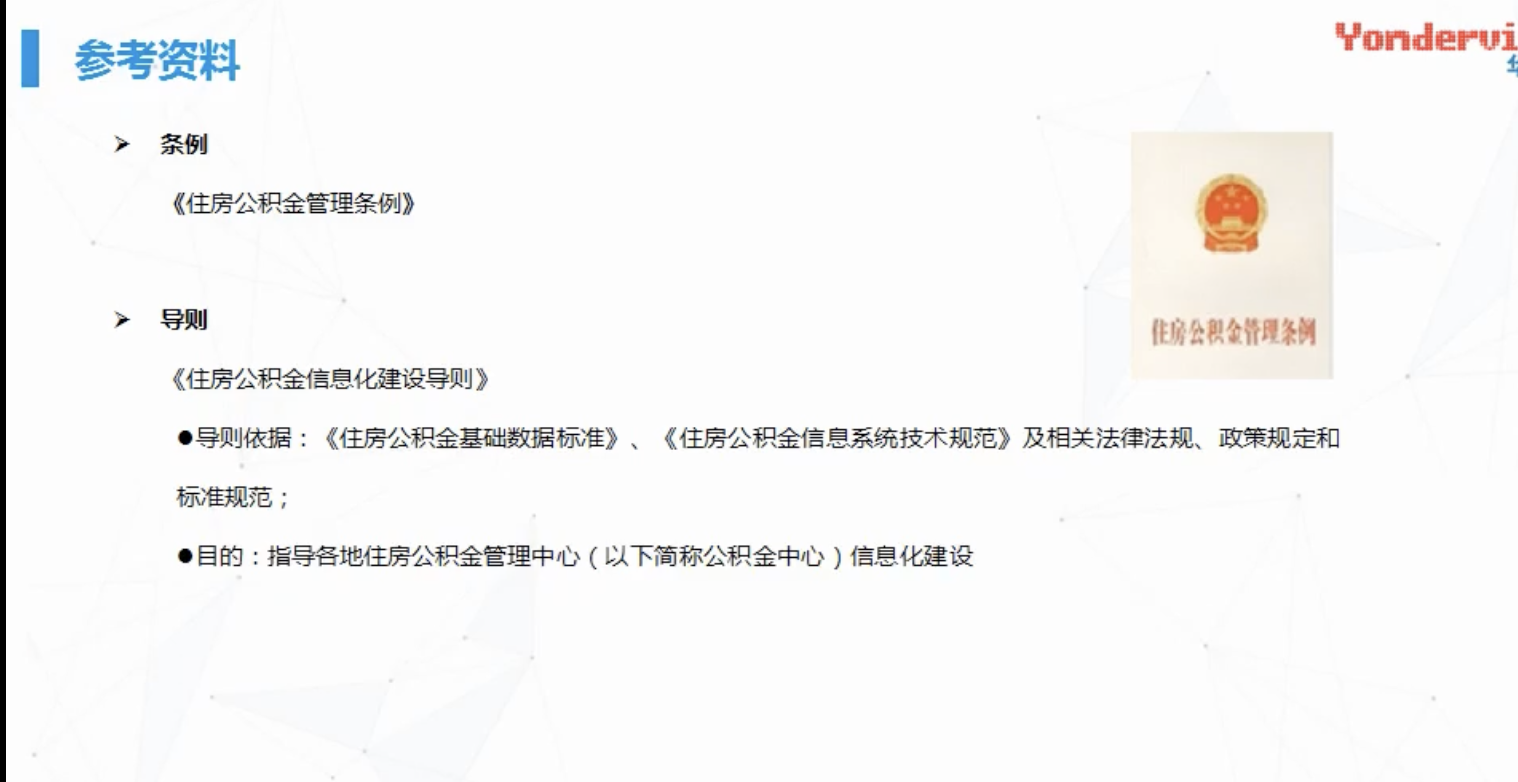 参考资料
Yondervi
条例
《住房公积金管理条例》
住房公积金管理条例
导则
《住房公积金信息化建设导则》
●导则依据：《住房公积金基础数据标准》、《住房公积金信息系统技术规范》及相关法律法规、政策规定和
标准规范；
●目的：指导各地住房公积金管理中心（以下简称公积金中心）信息化建设